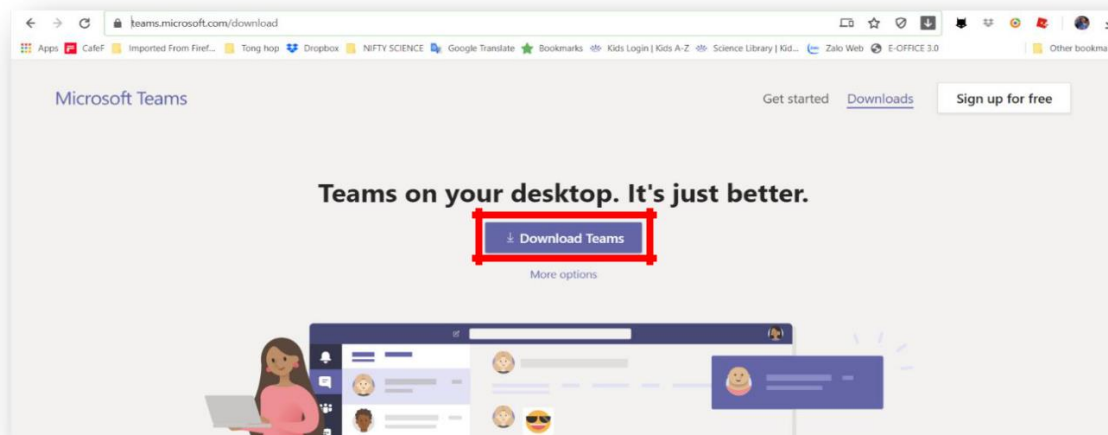 teams.microsoft.com/download
Apps CafeF Imported From Firef... Tong hop Dropbox NIFTY SCIENCE Google Translate Bookmarks Kids Login | Kids A-Z Science Library | Kid... Zalo Web E-OFFICE 3.0 Other bookma
Microsoft Teams Get started Downloads Sign up for free
Teams on your desktop. It's just better.
Download Teams
More options